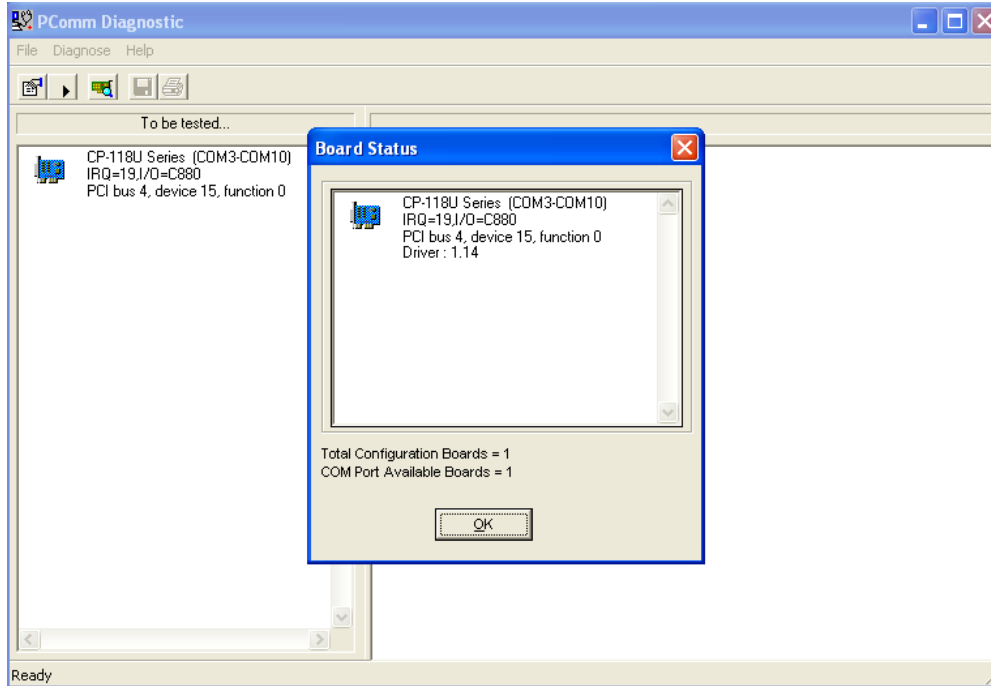 PComm Diagnostic
File Diagnose Help
To be tested...
CP-118U Series (COM3-COM10)
IRQ=19,I/O=C880
PCI bus 4, device 15, function 0
Board Status
CP-118U Series (COM3-COM10)
IRQ=19,I/O=C880
PCI bus 4, device 15, function 0
Driver : 1.14
Total Configuration Boards = 1
COM Port Available Boards = 1
OK
Ready